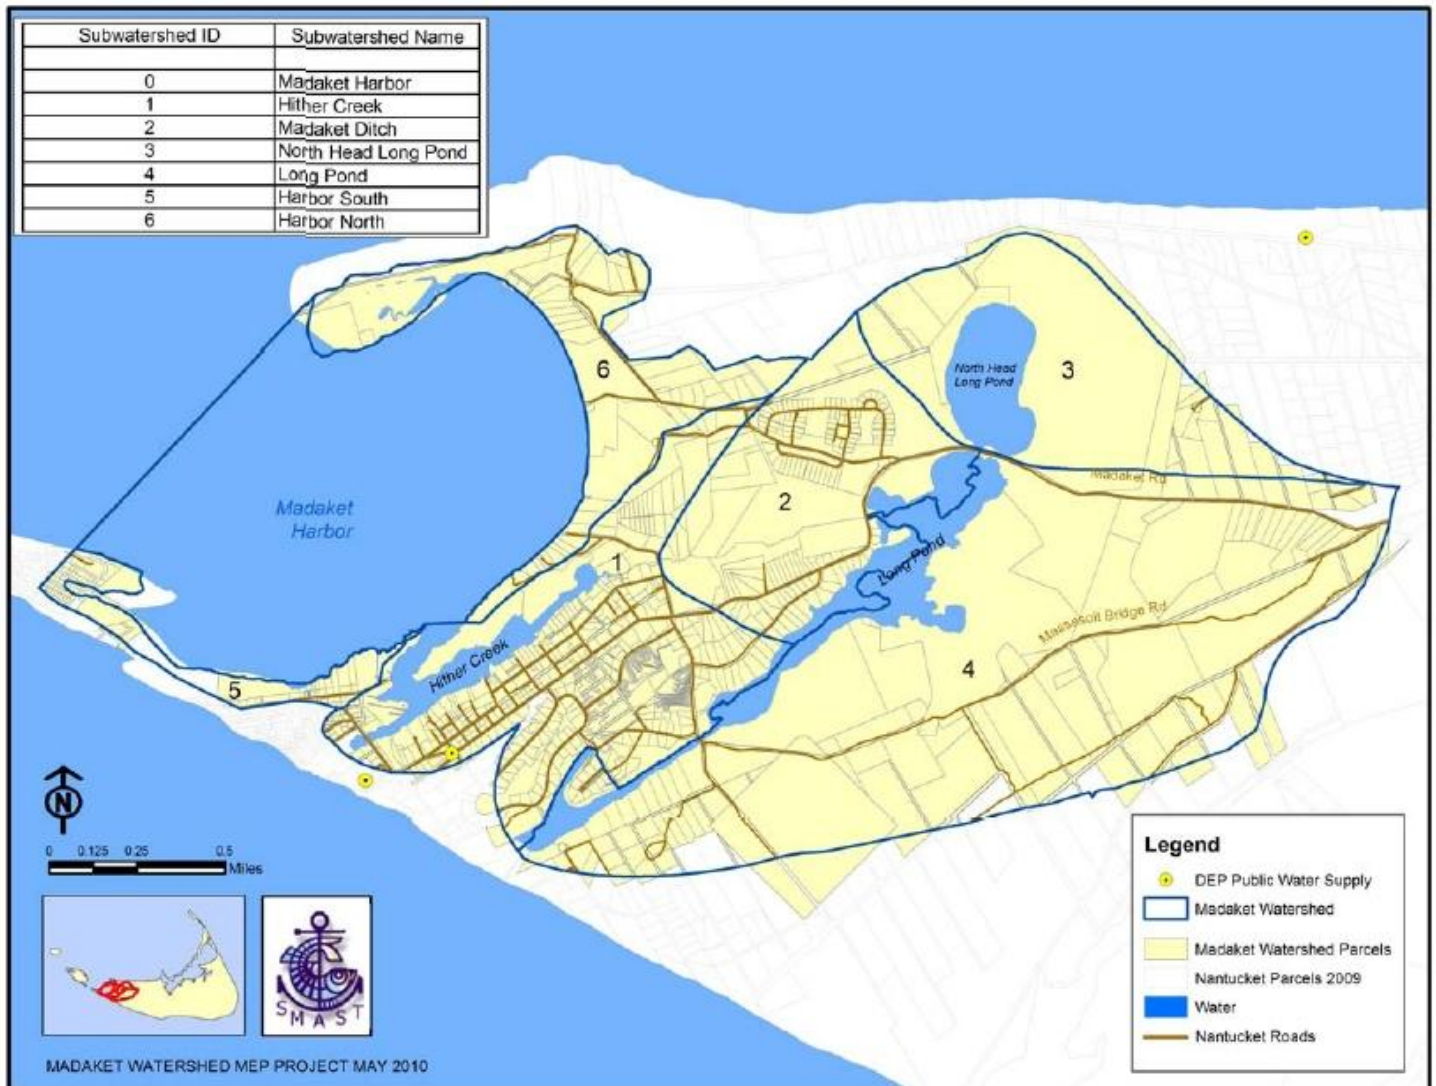 Subwatershed ID Subwatershed Name
0 Madaket Harbor
1 Hither Creek
2 Madaket Ditch
3 North Head Long Pond
4 Long Pond
5 Harbor South
6 Harbor North
6
3
North Head
Long Pond
Madaket Rd
Madaket
Harbor
2
1
Long Pond
Hither Creek
Massasoit Bridge Rd
4
5
N
0 0.125 0.25 0.5
Miles
SMAST
MADAKET WATERSHED MEP PROJECT MAY 2010
Legend
DEP Public Water Supply
Madaket Watershed
Madaket Watershed Parcels
Nantucket Parcels 2009
Water
Nantucket Roads